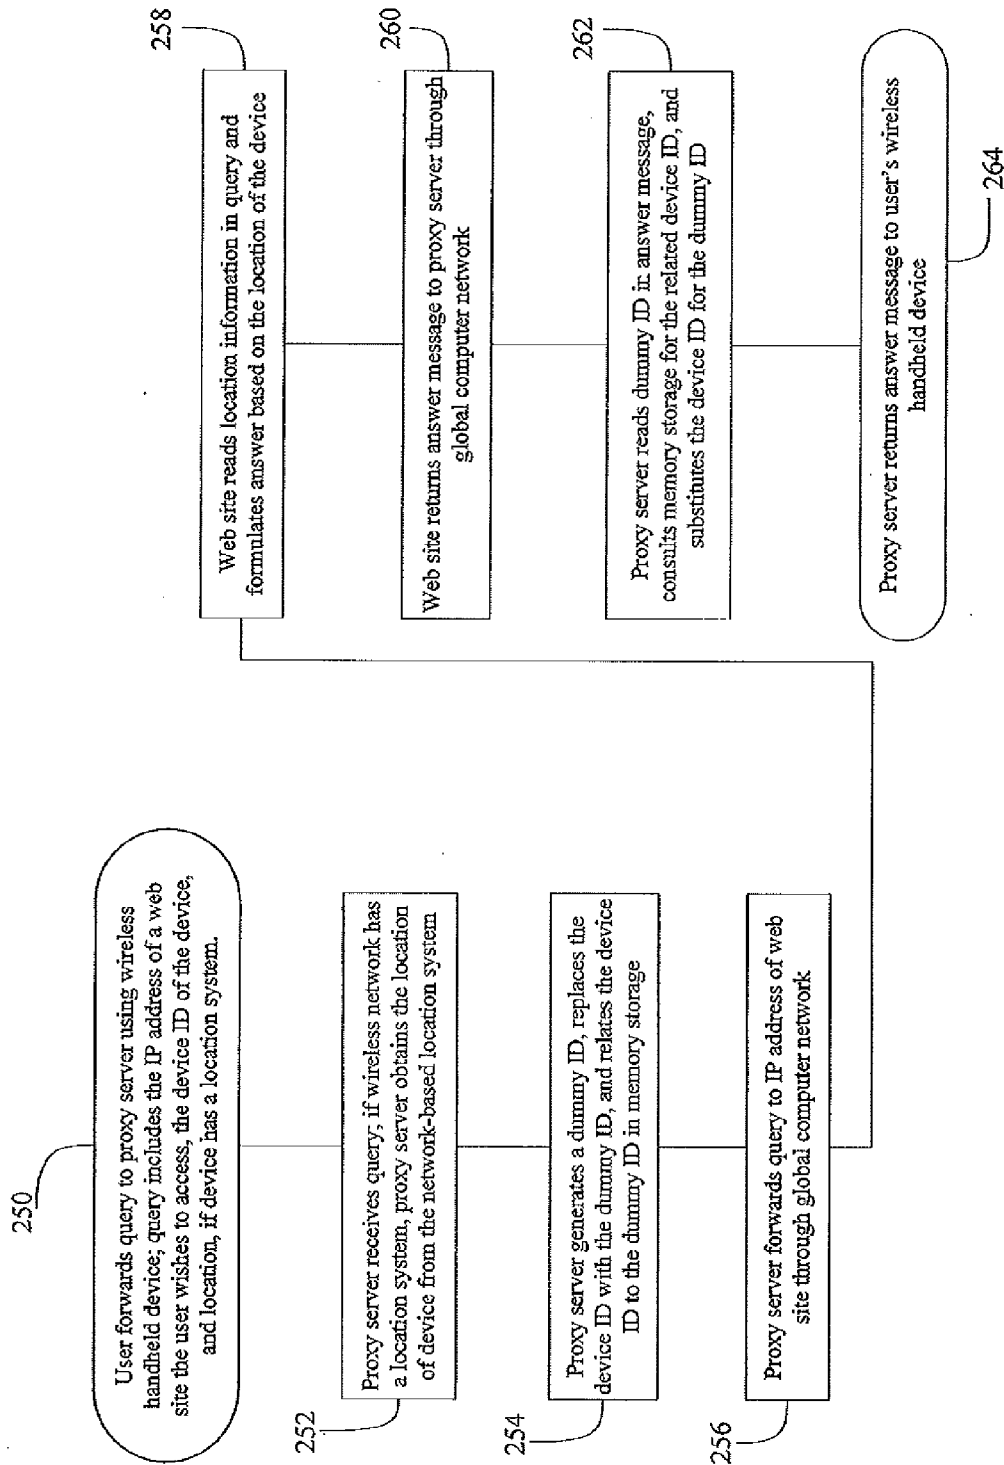 250
User forwards query to proxy server using wireless
handheld device; query includes the IP address of a web
site the user wishes to access, the device ID of the device,
and location, if device has a location system.
252
Proxy server receives query; if wireless network has
a location system, proxy server obtains the location
of device from the network-based location system
254
Proxy server generates a dummy ID, replaces the
device ID with the dummy ID, and relates the device
ID to the dummy ID in memory storage
256
Proxy server forwards query to IP address of web
site through global computer network
258
Web site reads location information in query and
formulates answer based on the location of the device
260
Web site returns answer message to proxy server through
global computer network
262
Proxy server reads dummy ID in answer message,
consults memory storage for the related device ID, and
substitutes the device ID for the dummy ID
Proxy server returns answer message to user's wireless
handheld device
264